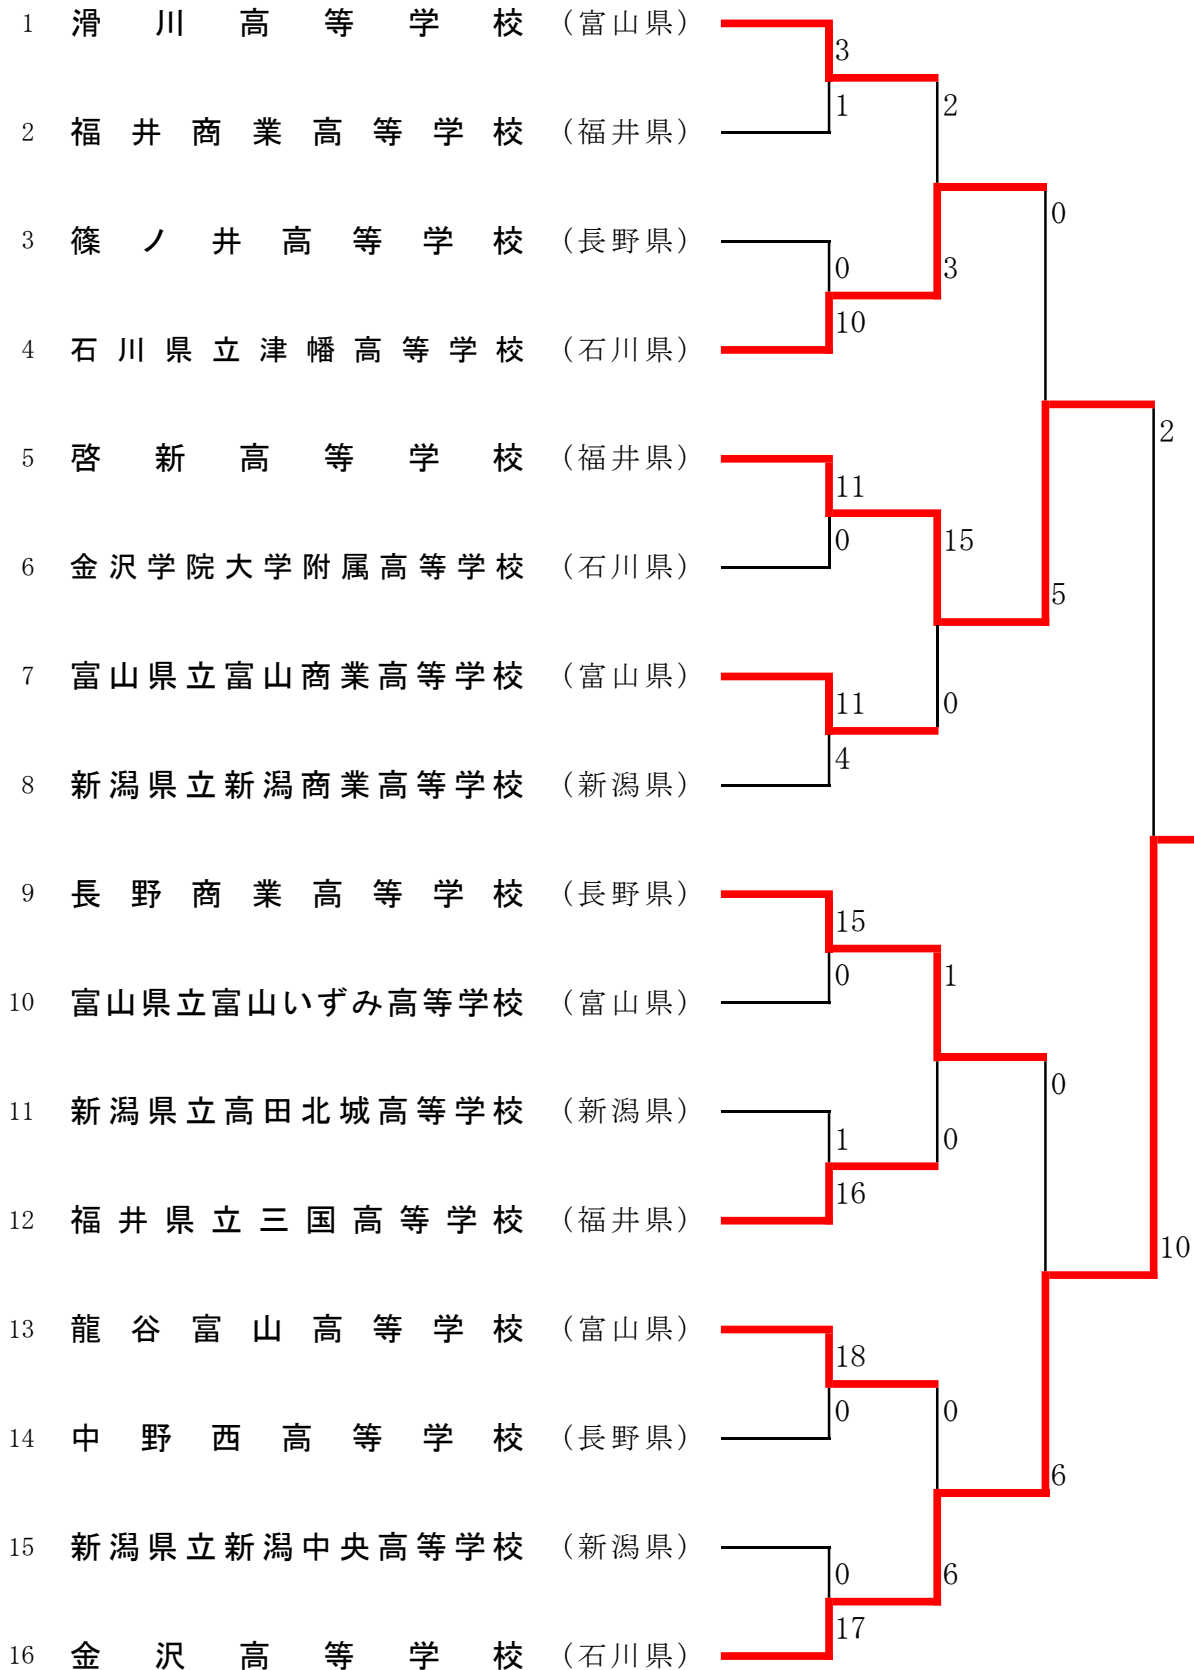 1 滑川高等学校 (富山県)
3
1
2
2 福井商業高等学校 (福井県)
0
3 篠ノ井高等学校 (長野県)
0
3
10
4 石川県立津幡高等学校 (石川県)
2
5 啓新高等学校 (福井県)
11
0
15
6 金沢学院大学附属高等学校 (石川県)
5
7 富山県立富山商業高等学校 (富山県)
11
0
4
8 新潟県立新潟商業高等学校 (新潟県)
9 長野商業高等学校 (長野県)
15
0
1
10 富山県立富山いずみ高等学校 (富山県)
0
11 新潟県立高田北城高等学校 (新潟県)
1
0
16
12 福井県立三国高等学校 (福井県)
10
13 龍谷富山高等学校 (富山県)
18
0
0
14 中野西高等学校 (長野県)
6
15 新潟県立新潟中央高等学校 (新潟県)
0
6
17
16 金沢高等学校 (石川県)